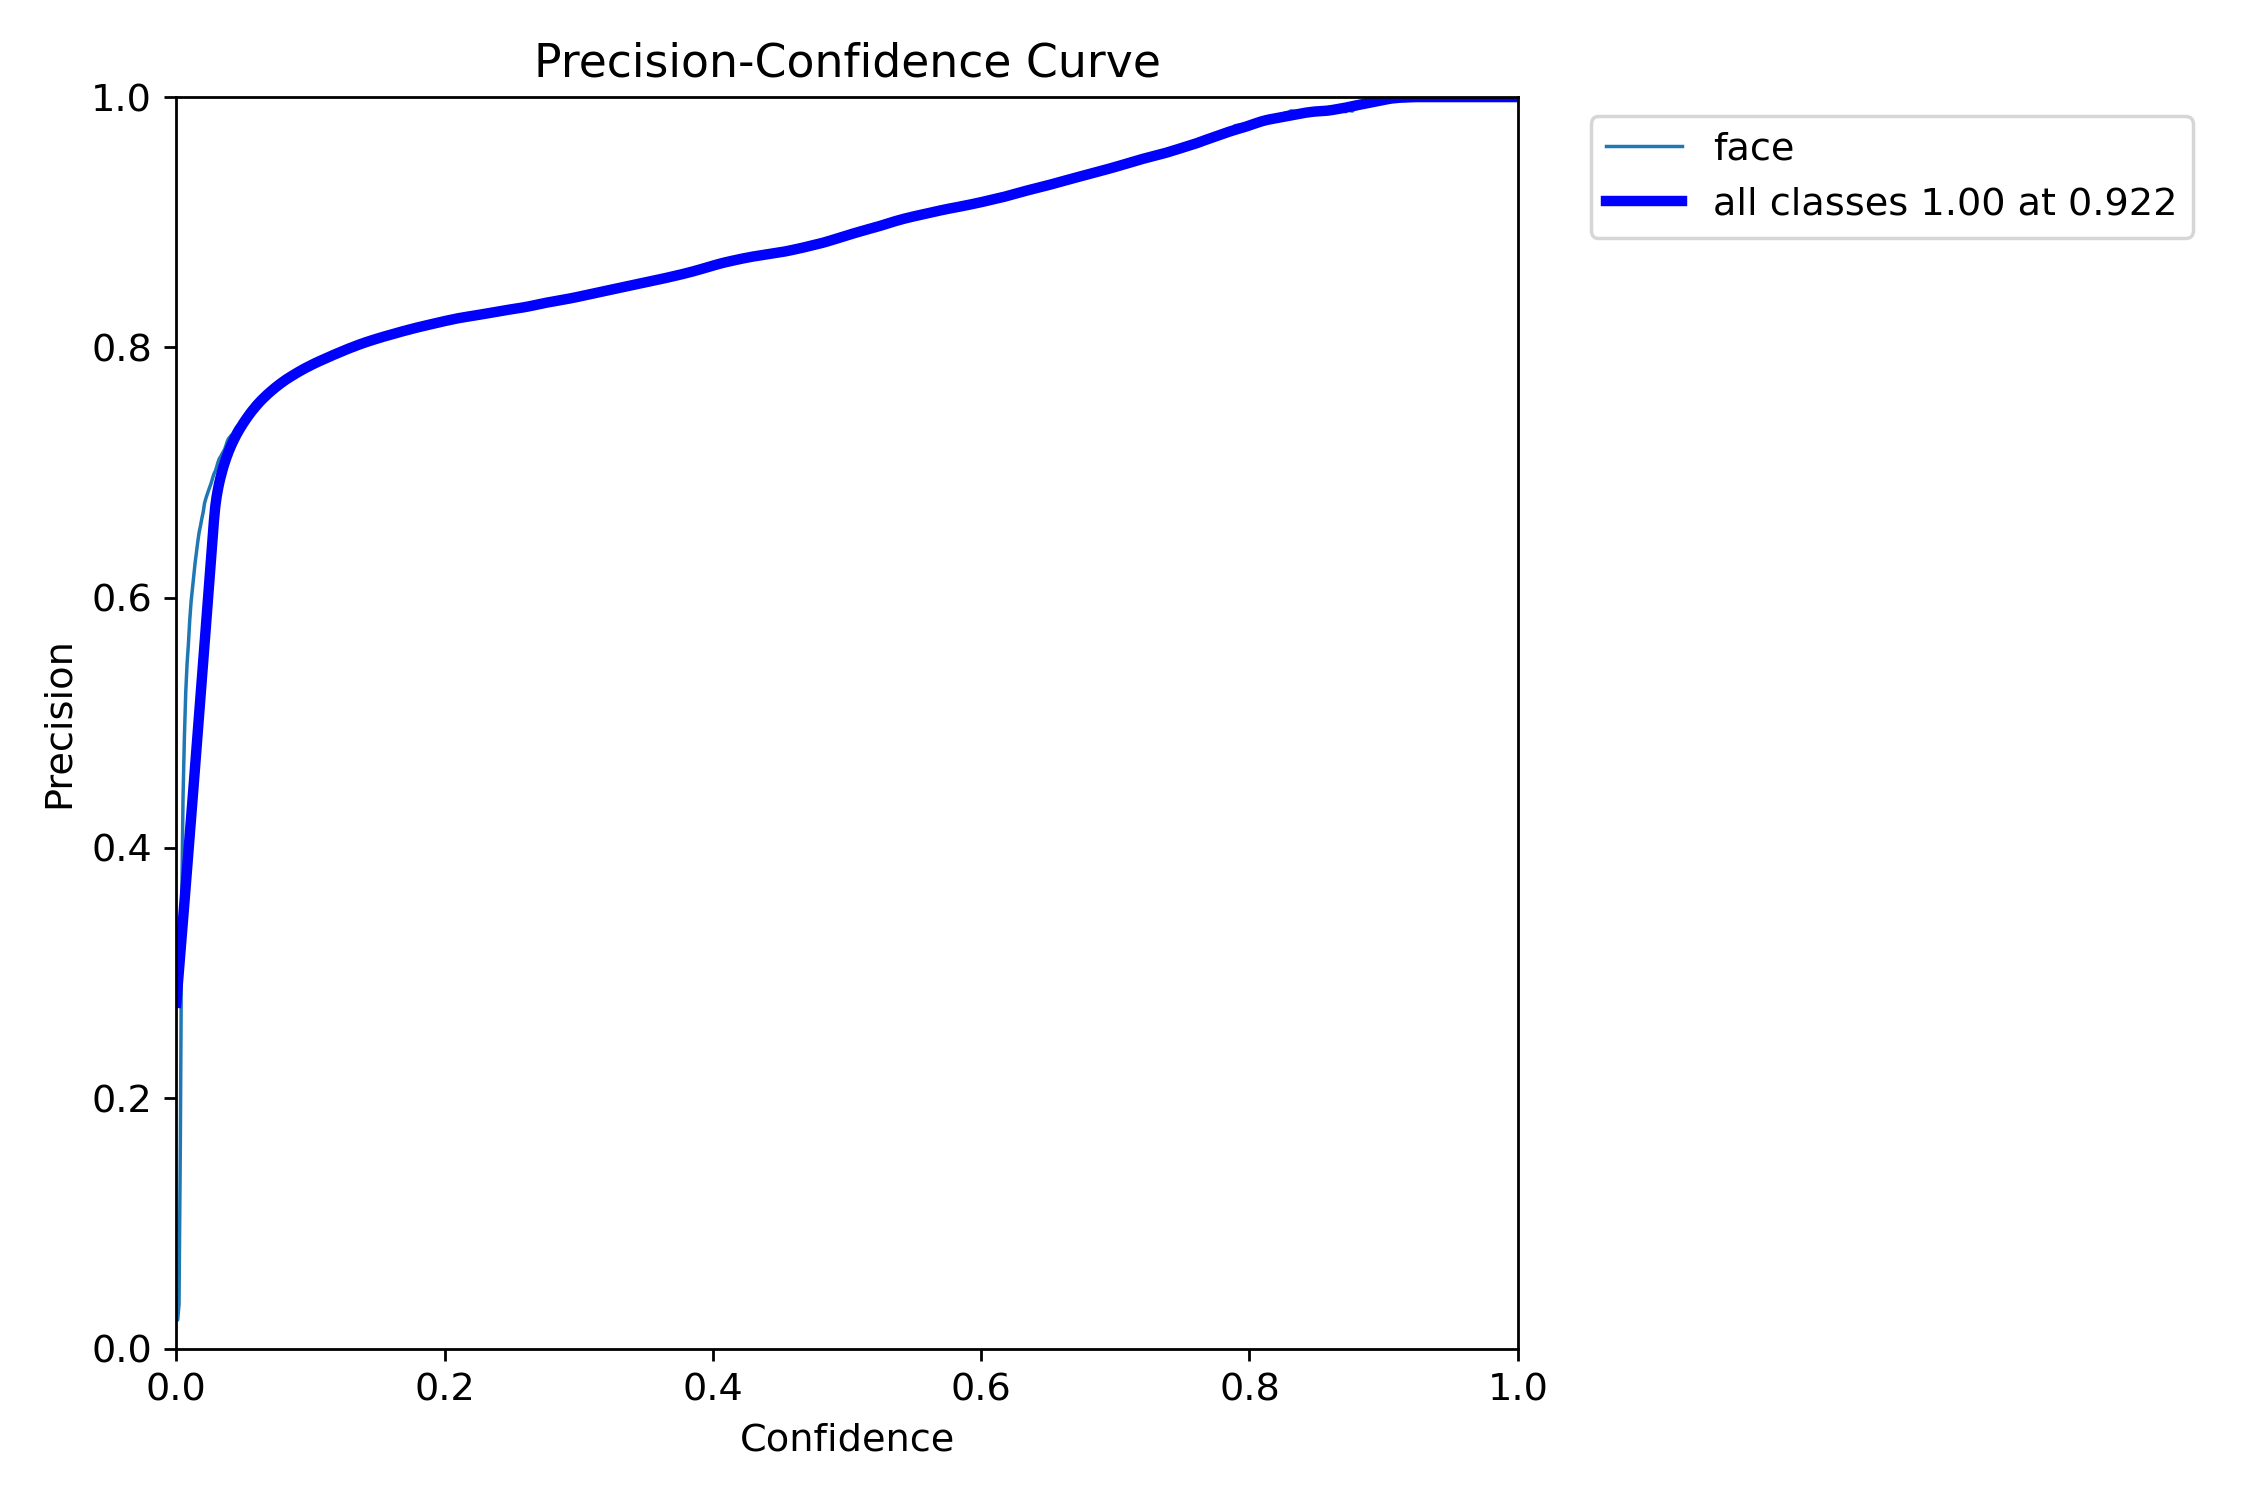 Precision-Confidence Curve
1.0
0.8
0.6
0.4
0.2
0.0
Precision
0.0 0.2 0.4 0.6 0.8 1.0
Confidence
face
all classes 1.00 at 0.922